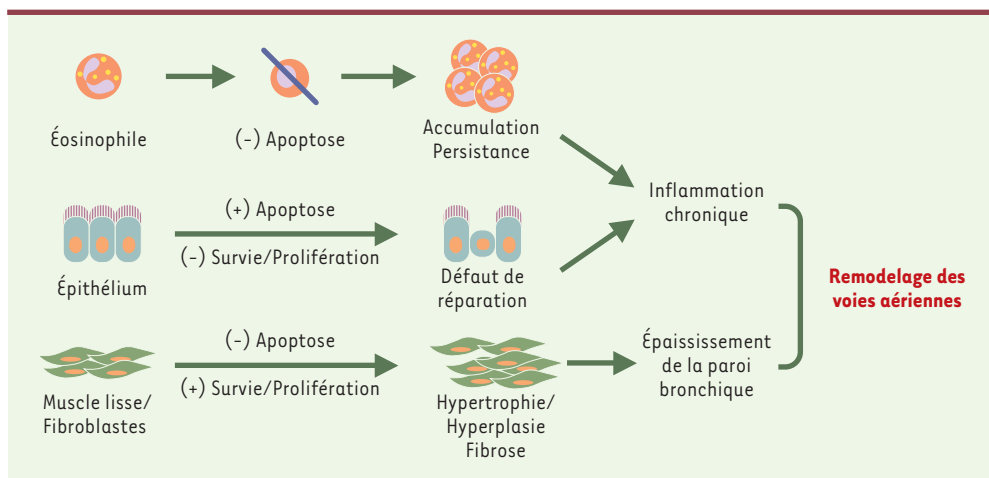 Éosinophile
(-) Apoptose
Accumulation
Persistance
(+) Apoptose
(-) Survie/Prolifération
Épithélium
Défaut de
réparation
Inflammation
chronique
(-) Apoptose
(+) Survie/Prolifération
Muscle lisse/
Fibroblastes
Hypertrophie/
Hyperplasie
Fibrose
Épaississement
de la paroi
bronchique
Remodelage des
voies aériennes